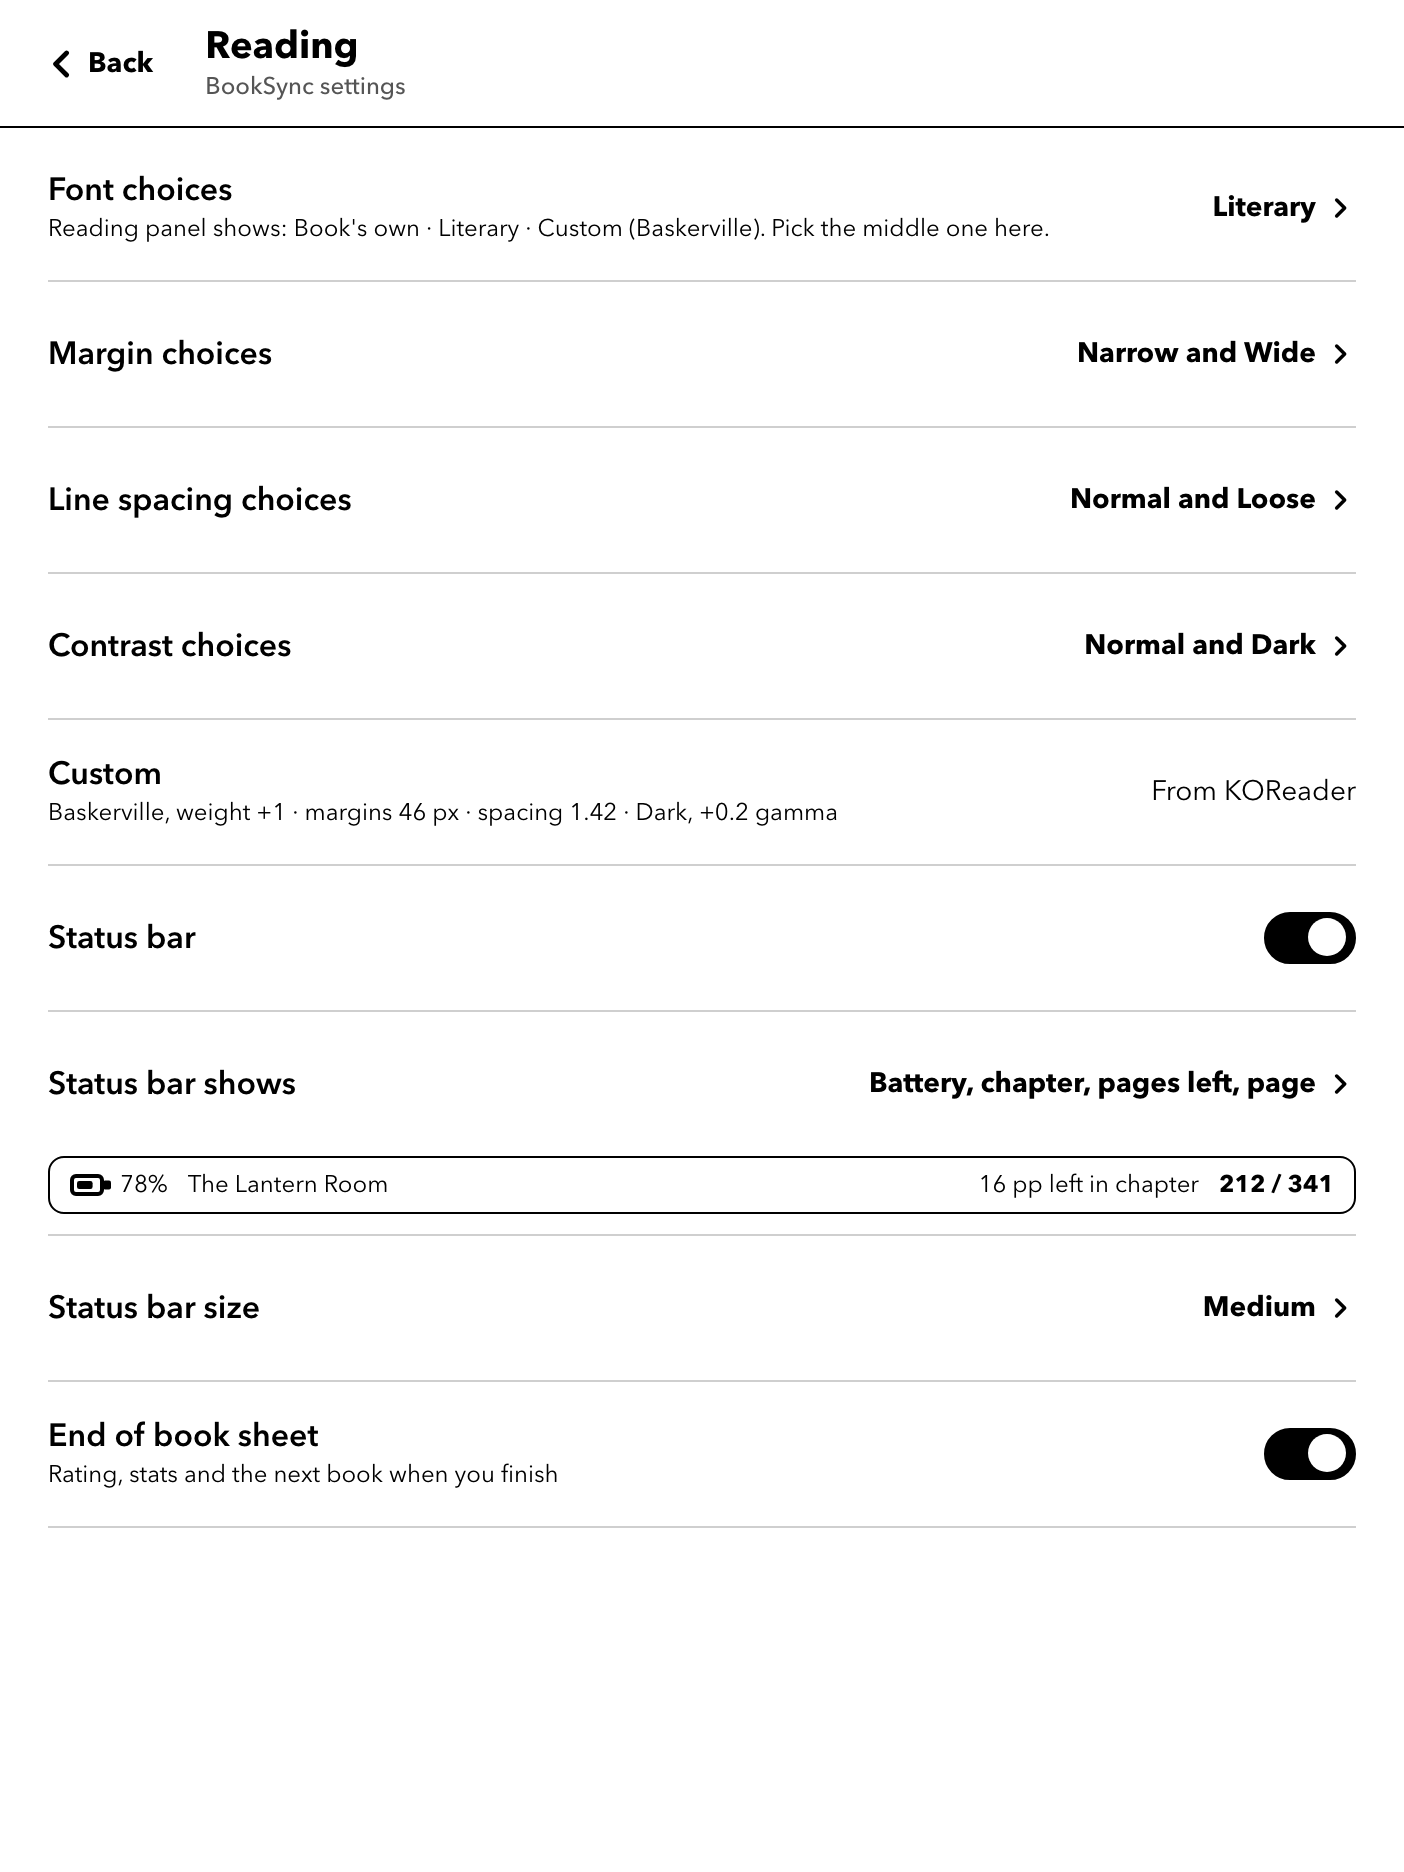 Back
Reading
BookSync settings
Font choices
Reading panel shows: Book's own · Literary · Custom (Baskerville). Pick the middle one here.
Literary
Margin choices
Narrow and Wide
Line spacing choices
Normal and Loose
Contrast choices
Normal and Dark
Custom
Baskerville, weight +1 · margins 46 px · spacing 1.42 · Dark, +0.2 gamma
From KOReader
Status bar
Status bar shows
Battery, chapter, pages left, page
78% The Lantern Room 16 pp left in chapter 212 / 341
Status bar size
Medium
End of book sheet
Rating, stats and the next book when you finish